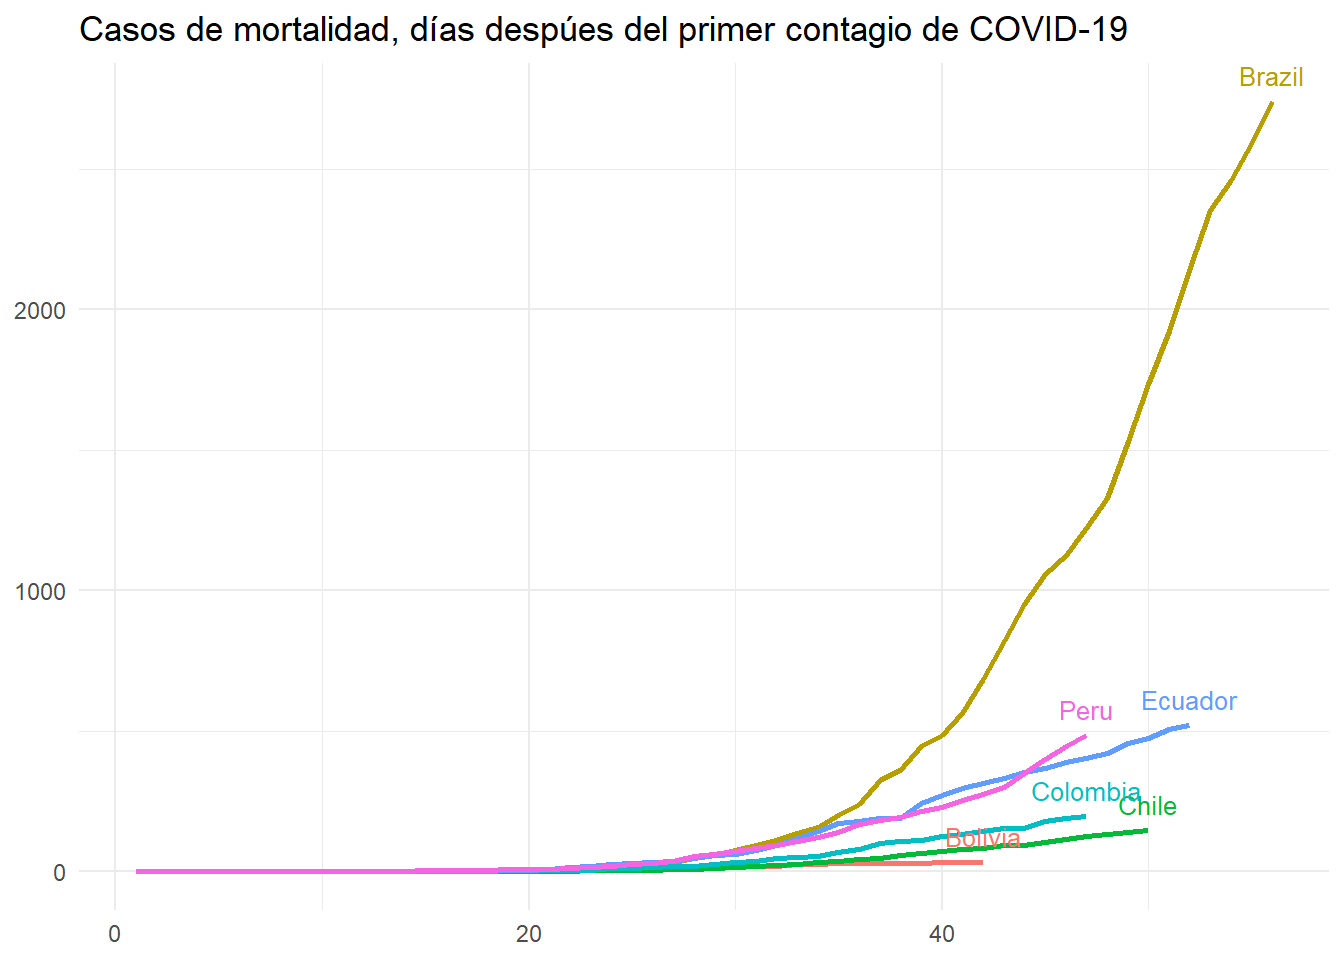 Casos de mortalidad, días despúes del primer contagio de COVID-19
Brazil
2000
1000
Ecuador
Peru
Colombia
Chile
Bolivia
0
0 20 40